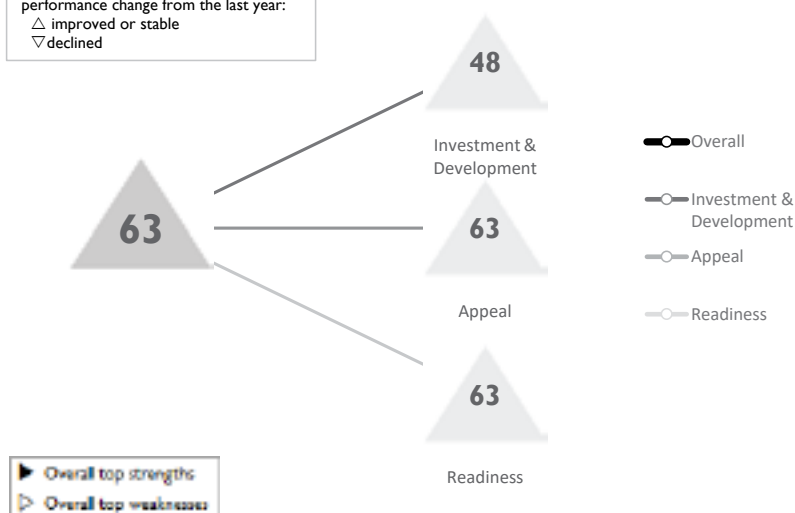 performance change from the last year:
△ improved or stable
▽ declined
48
Investment &
Development
63
63
Appeal
63
Readiness
Overall
Investment &
Development
Appeal
Readiness
▶ Overall top strengths
▷ Overall top weaknesses